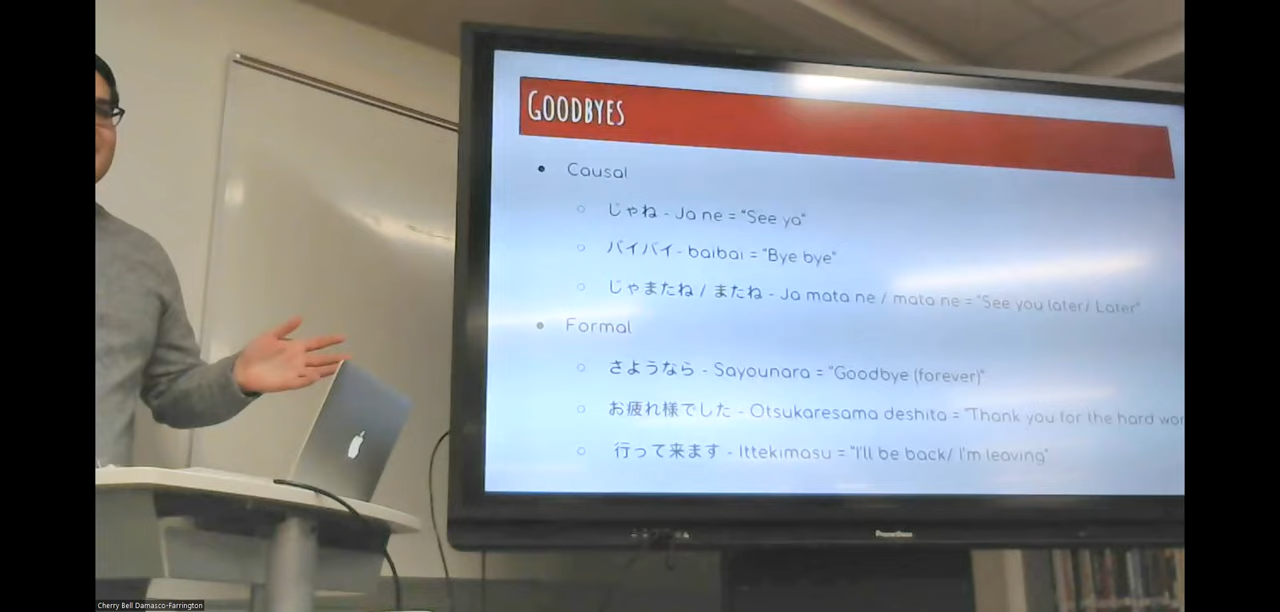 GOODBYES
● Causal
○ じゃね - Ja ne = "See ya"
○ バイバイ - baibai = "Bye bye"
○ じゃまたね / またね - Ja mata ne / mata ne = "See you later/ Later"
● Formal
○ さようなら - Sayounara = "Goodbye (forever)"
○ お疲れ様でした - Otsukaresama deshita = "Thank you for the hard wor
○ 行って来ます - Ittekimasu = "I'll be back/ I'm leaving"
Promethean
Cherry Bell Damasco-Farrington